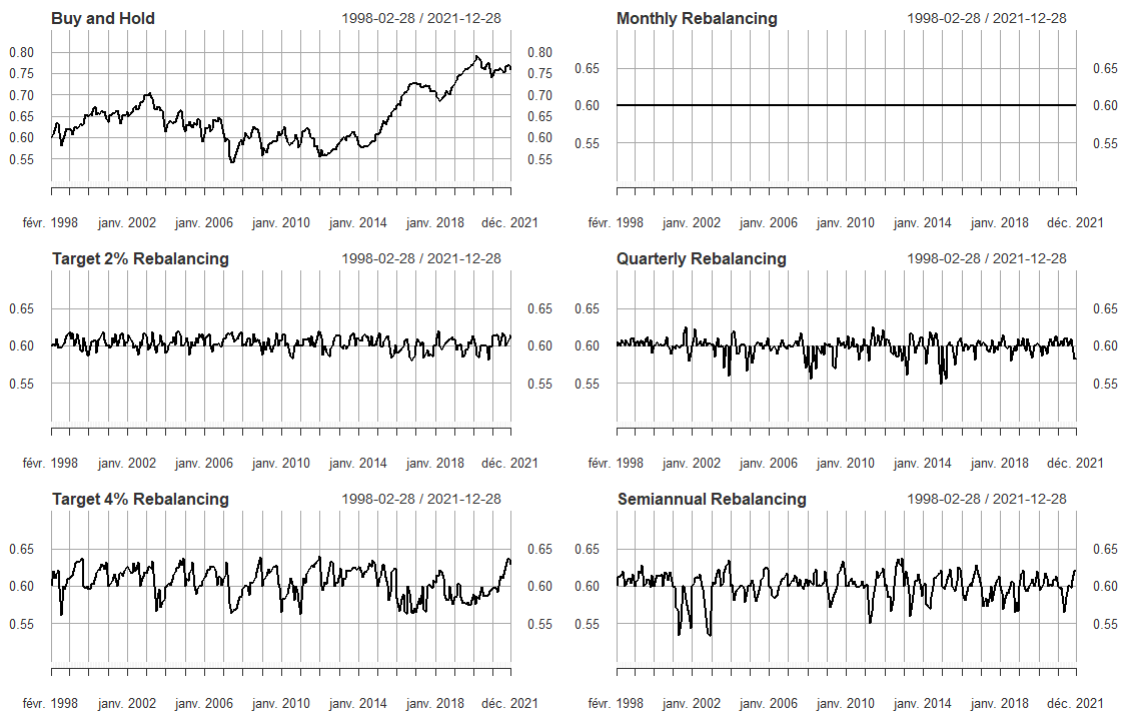 Buy and Hold 1998-02-28 / 2021-12-28
0.80 0.80
0.75 0.75
0.70 0.70
0.65 0.65
0.60 0.60
0.55 0.55
févr. 1998 janv. 2002 janv. 2006 janv. 2010 janv. 2014 janv. 2018 déc. 2021
Monthly Rebalancing 1998-02-28 / 2021-12-28
0.65 0.65
0.60 0.60
0.55 0.55
févr. 1998 janv. 2002 janv. 2006 janv. 2010 janv. 2014 janv. 2018 déc. 2021
Target 2% Rebalancing 1998-02-28 / 2021-12-28
0.65 0.65
0.60 0.60
0.55 0.55
févr. 1998 janv. 2002 janv. 2006 janv. 2010 janv. 2014 janv. 2018 déc. 2021
Quarterly Rebalancing 1998-02-28 / 2021-12-28
0.65 0.65
0.60 0.60
0.55 0.55
févr. 1998 janv. 2002 janv. 2006 janv. 2010 janv. 2014 janv. 2018 déc. 2021
Target 4% Rebalancing 1998-02-28 / 2021-12-28
0.65 0.65
0.60 0.60
0.55 0.55
févr. 1998 janv. 2002 janv. 2006 janv. 2010 janv. 2014 janv. 2018 déc. 2021
Semiannual Rebalancing 1998-02-28 / 2021-12-28
0.65 0.65
0.60 0.60
0.55 0.55
févr. 1998 janv. 2002 janv. 2006 janv. 2010 janv. 2014 janv. 2018 déc. 2021